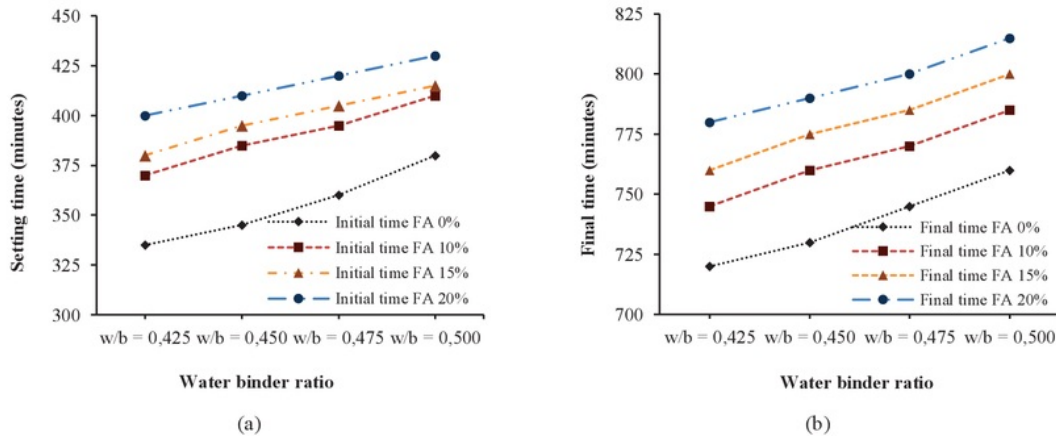 450
425
400
375
350
325
300
Setting time (minutes)
Initial time FA 0%
Initial time FA 10%
Initial time FA 15%
Initial time FA 20%
w/b = 0,425 w/b = 0,450 w/b = 0,475 w/b = 0,500
Water binder ratio
(a)
825
800
775
750
725
700
Final time (minutes)
Final time FA 0%
Final time FA 10%
Final time FA 15%
Final time FA 20%
w/b = 0,425 w/b = 0,450 w/b = 0,475 w/b = 0,500
Water binder ratio
(b)